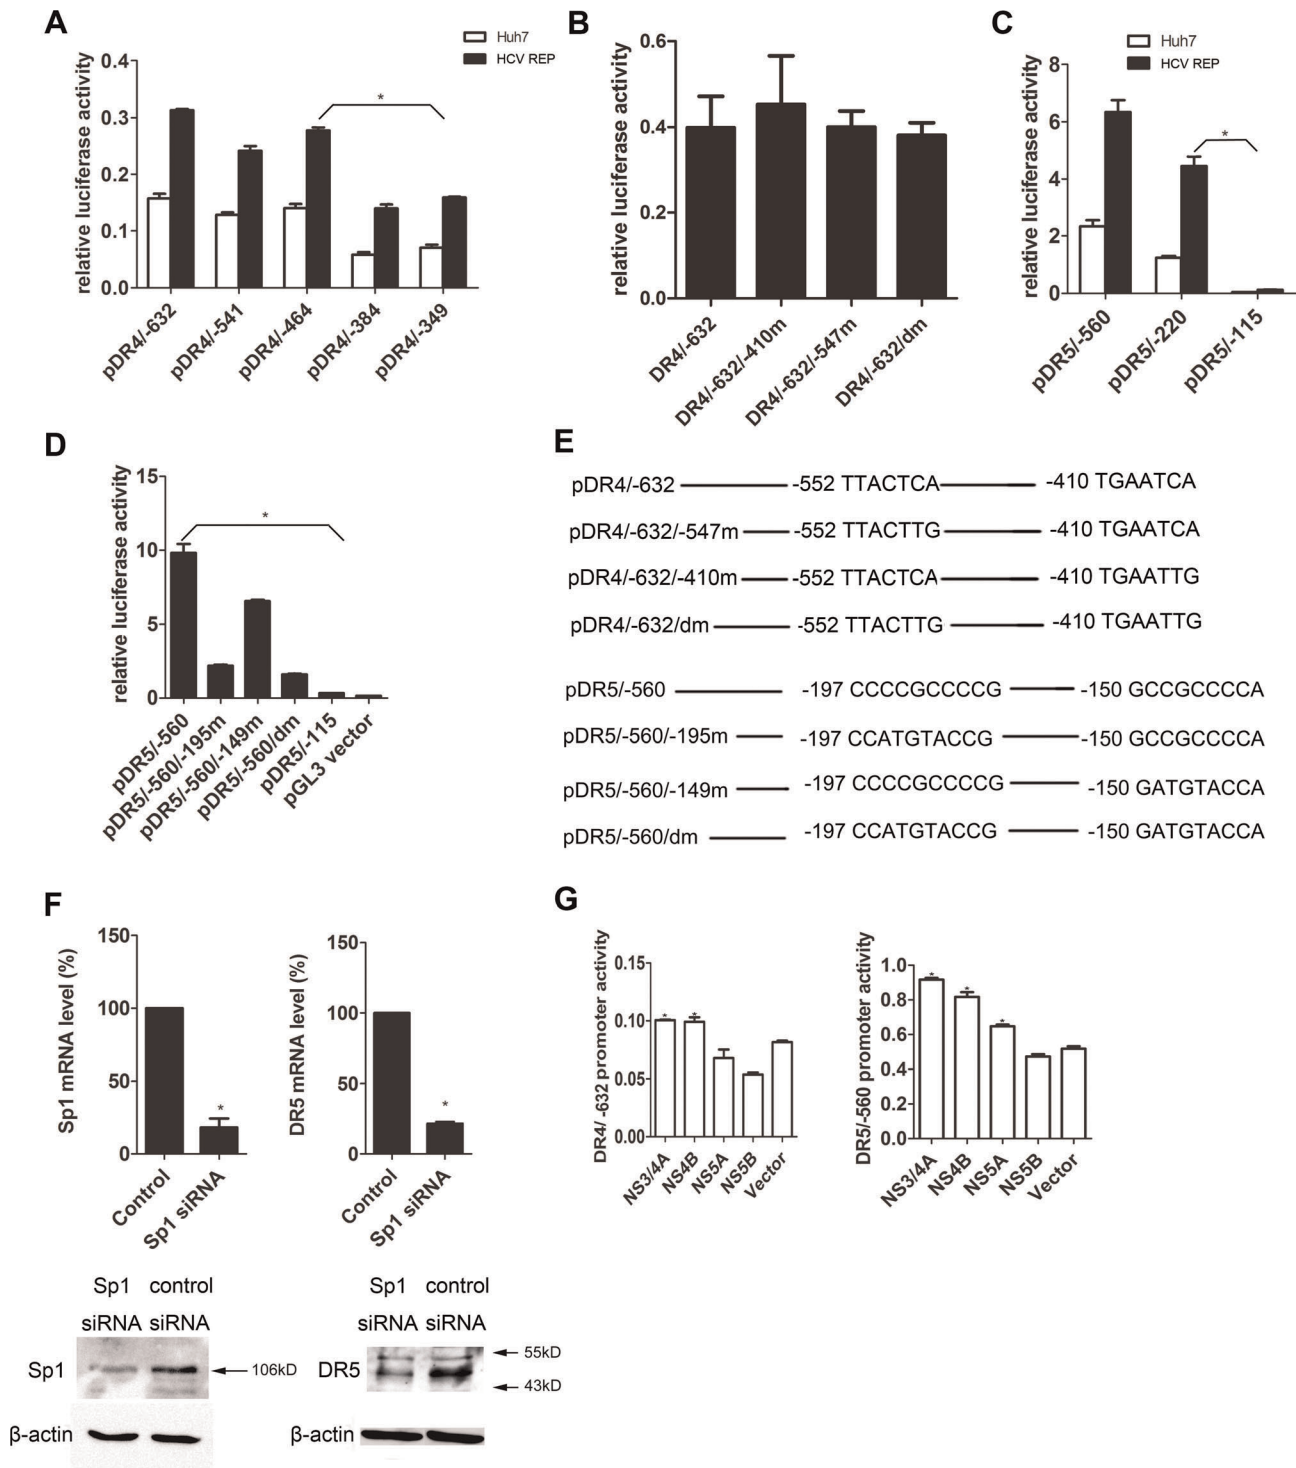 A
Huh7
HCV REP
relative luciferase activity
0.4
0.3
0.2
0.1
0.0
*
pDR4/-632
pDR4/-541
pDR4/-464
pDR4/-384
pDR4/-349
B
relative luciferase activity
0.6
0.4
0.2
0.0
DR4/-632
DR4/-632/-410m
DR4/-632/-547m
DR4/-632/dm
C
Huh7
HCV REP
relative luciferase activity
8
6
4
2
0
*
pDR5/-560
pDR5/-220
pDR5/-115
D
relative luciferase activity
15
10
5
0
*
pDR5/-560
pDR5/-560/-195m
pDR5/-560/-149m
pDR5/-560/dm
pDR5/-115
pGL3 vector
E
pDR4/-632 -552 TTACTCA -410 TGAATCA
pDR4/-632/-547m -552 TTACTTG -410 TGAATCA
pDR4/-632/-410m -552 TTACTCA -410 TGAATTG
pDR4/-632/dm -552 TTACTTG -410 TGAATTG
pDR5/-560 -197 CCCCGCCCCG -150 GCCGCCCCA
pDR5/-560/-195m -197 CCATGTACCG -150 GCCGCCCCA
pDR5/-560/-149m -197 CCCCGCCCCG -150 GATGTACCA
pDR5/-560/dm -197 CCATGTACCG -150 GATGTACCA
F
Sp1 mRNA level (%)
150
100
50
0
*
Control
Sp1 siRNA
DR5 mRNA level (%)
150
100
50
0
*
Control
Sp1 siRNA
Sp1 control
siRNA siRNA
Sp1 106kD
β-actin
Sp1 control
siRNA siRNA
55kD
DR5
43kD
β-actin
G
DR4/ -632 promoter activity
0.15
0.10
0.05
0.00
* *
NS3/4A
NS4B
NS5A
NS5B
Vector
DR5/-560 promoter activity
1.0
0.8
0.6
0.4
0.2
0.0
* * *
NS3/4A
NS4B
NS5A
NS5B
Vector